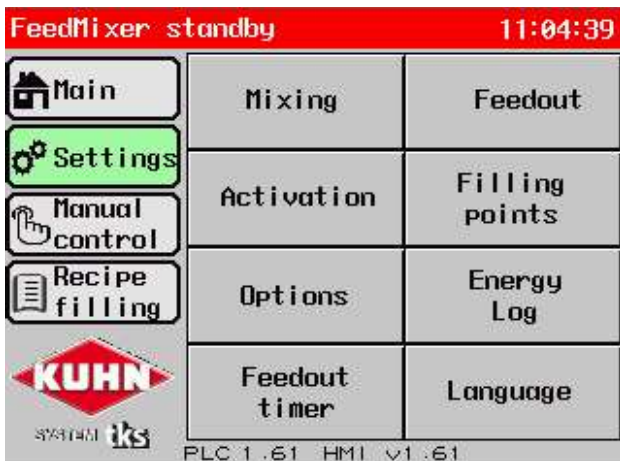 FeedMixer standby 11:04:39
Main
Settings
Manual
control
Recipe
filling
Mixing
Feedout
Activation
Filling
points
Options
Energy
Log
Feedout
timer
Language
KUHN
SYSTEM tks
PLC 1.61 HMI v1.61